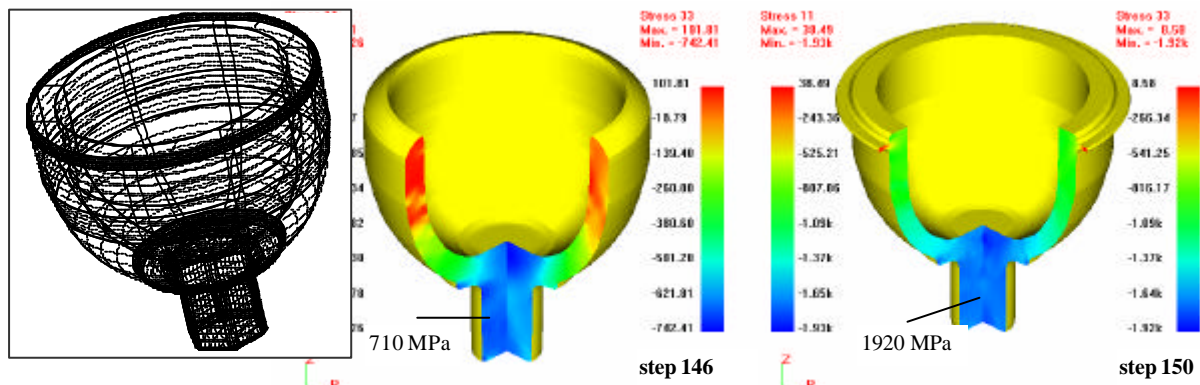 Stress 33
Max. = 101.81
Min. = -742.41
101.81
-18.79
-139.40
-260.00
-380.60
-501.20
-621.81
-742.41
710 MPa
step 146
Z
R
Stress 11
Max. = 38.49
Min. = -1.93k
38.49
-243.36
-525.21
-807.06
-1.09k
-1.37k
-1.65k
-1.93k
Stress 33
Max. = 8.58
Min. = -1.92k
8.58
-266.34
-541.25
-816.17
-1.09k
-1.37k
-1.64k
-1.92k
1920 MPa
step 150
Z
R